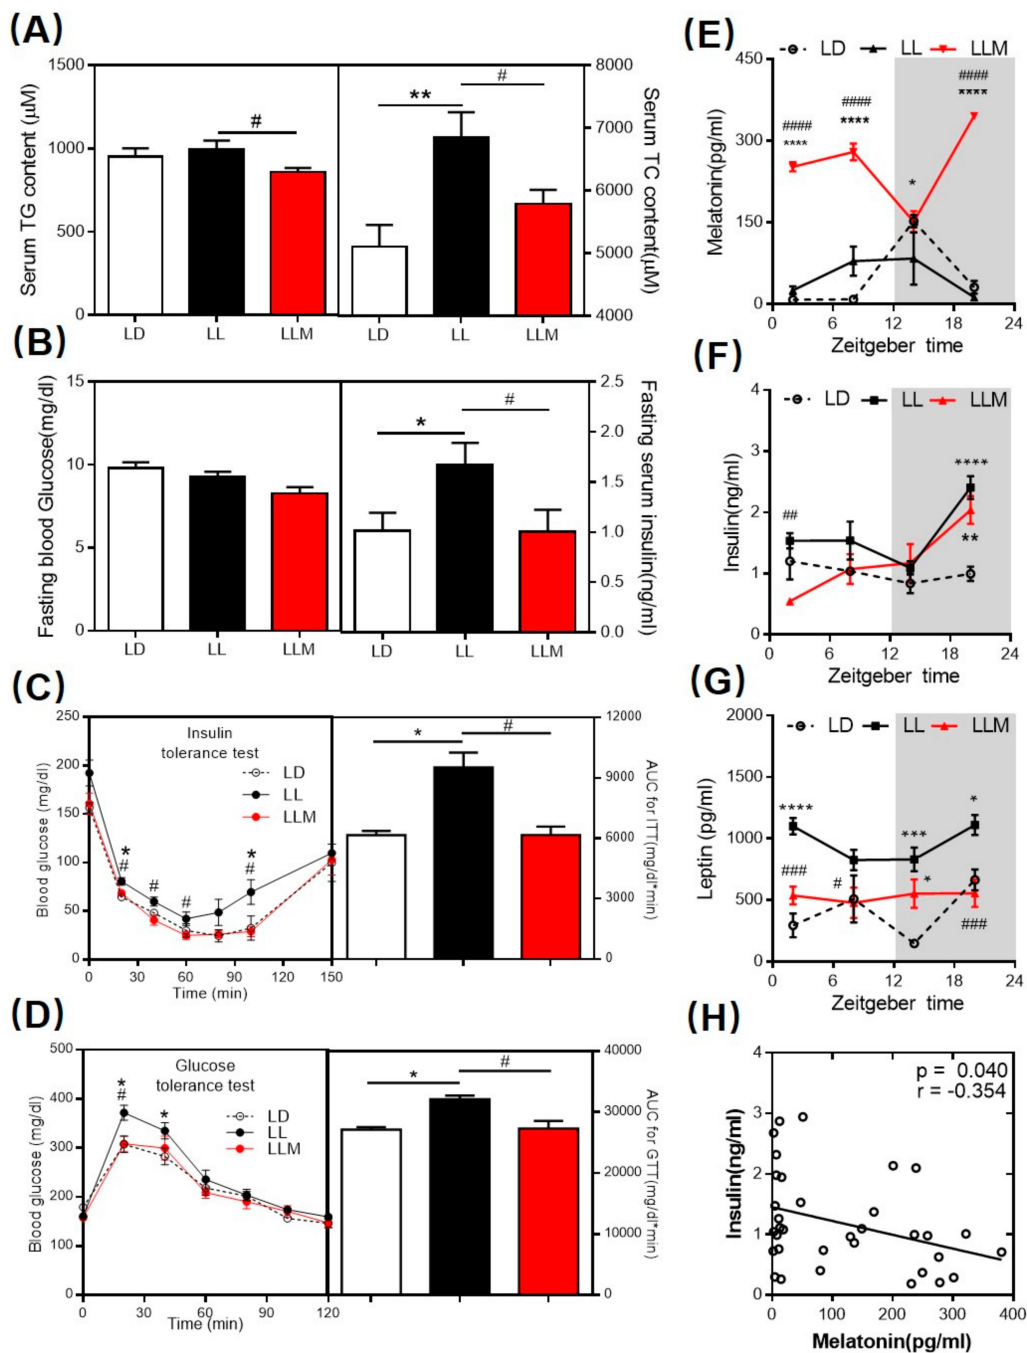 (A)
1500
1000
500
0
Serum TG content (μM)
#
LD
LL
LLM
**
#
8000
7000
6000
5000
4000
Serum TC
content(μM)
LD
LL
LLM
(B)
15
10
5
0
Fasting blood Glucose(mg/dl)
LD
LL
LLM
*
#
2.5
2.0
1.5
1.0
0.5
0.0
Fasting serum
insulin(ng/ml)
LD
LL
LLM
(C)
250
200
150
100
50
0
Blood glucose (mg/dl)
Insulin
tolerance test
LD
LL
LLM
*
#
#
#
*
#
0 30 60 90 120 150
Time (min)
*
#
12000
9000
6000
3000
0
AUC for ITT(mg/dl*min)
(D)
500
400
300
200
100
0
Blood glucose (mg/dl)
Glucose
tolerance test
LD
LL
LLM
*
#
*
0 30 60 90 120
Time (min)
*
#
40000
30000
20000
10000
0
AUC for GTT(mg/dl*min)
(E)
LD LL LLM
450
300
150
0
Melatonin(pg/ml)
####
****
####
****
*
####
****
0 6 12 18 24
Zeitgeber time
(F)
4
3
2
1
0
Insulin(ng/ml)
LD LL LLM
##
****
**
0 6 12 18 24
Zeitgeber time
(G)
2000
1500
1000
500
0
Leptin (pg/ml)
LD LL LLM
****
###
#
***
*
*
###
0 6 12 18 24
Zeitgeber time
(H)
4
3
2
1
0
Insulin(ng/ml)
p = 0.040
r = -0.354
0 100 200 300 400
Melatonin(pg/ml)